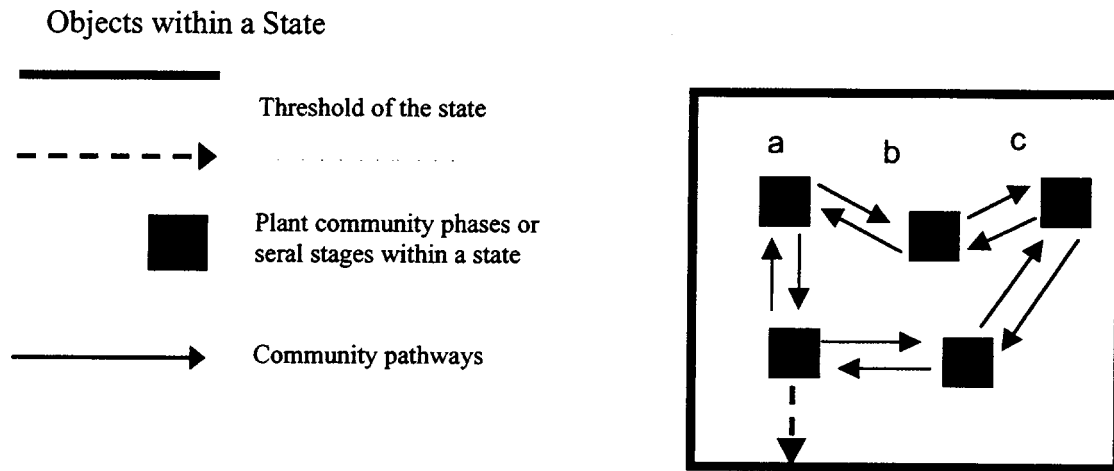 Objects within a State
Threshold of the state
Plant community phases or
seral stages within a state
Community pathways
a
b
c